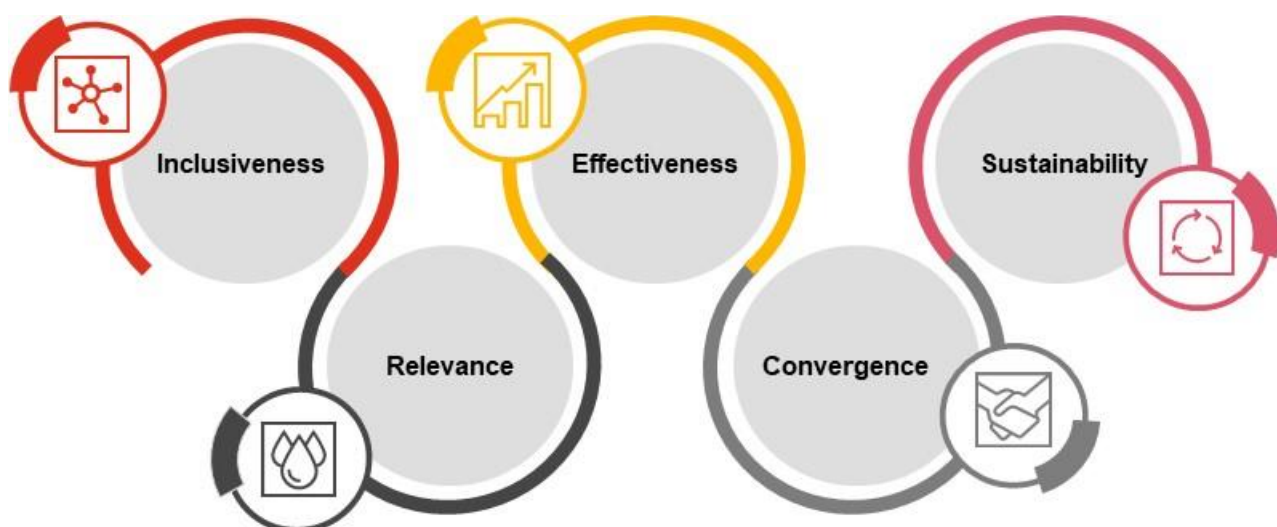 Inclusiveness
Relevance
Effectiveness
Convergence
Sustainability